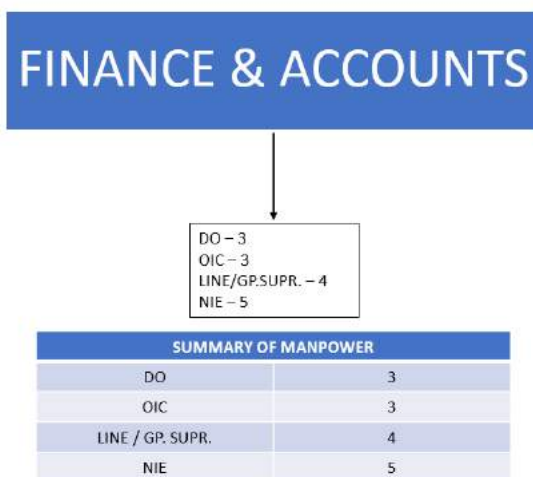 FINANCE & ACCOUNTS
DO – 3
OIC – 3
LINE/GP.SUPR. – 4
NIE – 5
SUMMARY OF MANPOWER
DO 3
OIC 3
LINE / GP. SUPR. 4
NIE 5